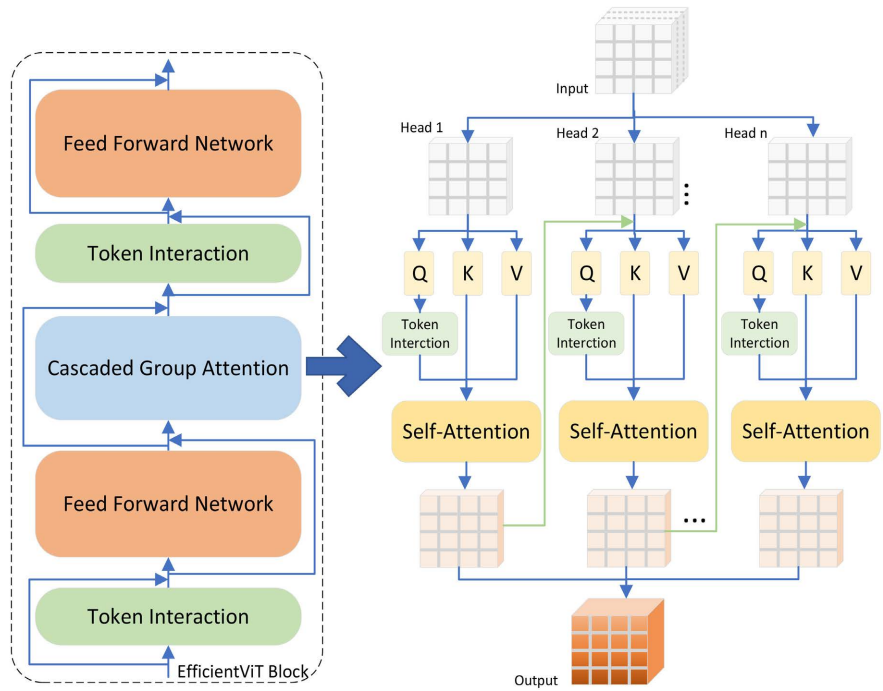 Feed Forward Network
Token Interaction
Cascaded Group Attention
Feed Forward Network
Token Interaction
EfficientViT Block
Input
Head 1
Head 2
Head n
Q K V
Q K V
Q K V
Token
Interction
Token
Interction
Token
Interction
Self-Attention
Self-Attention
Self-Attention
Output